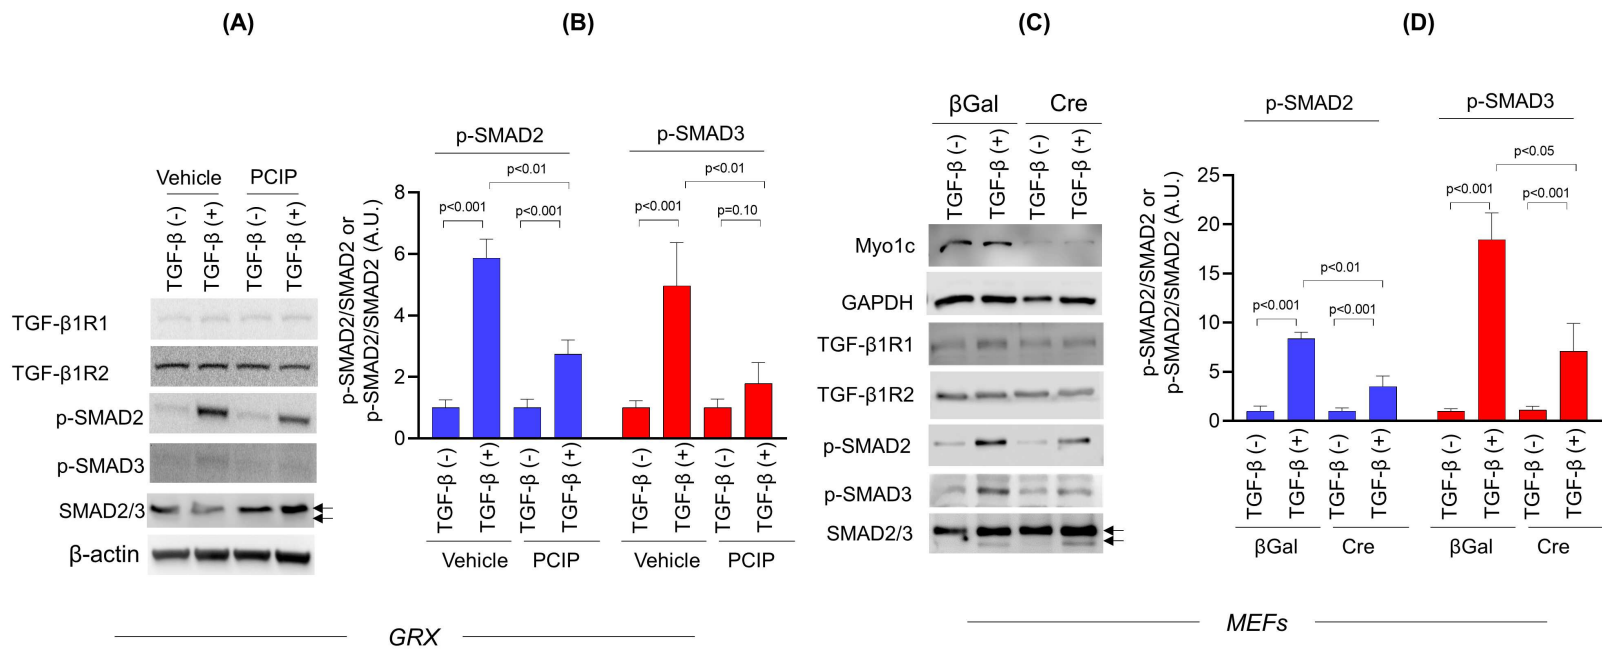 (A)
Vehicle PCIP
TGF-β (-)
TGF-β (+)
TGF-β (-)
TGF-β (+)
TGF-β1R1
TGF-β1R2
p-SMAD2
p-SMAD3
SMAD2/3
β-actin
(B)
p-SMAD2 p-SMAD3
p<0.01 p<0.01
p<0.001 p<0.001 p<0.001 p=0.10
p-SMAD2/SMAD2 or
p-SMAD2/SMAD2 (A.U.)
8
6
4
2
0
TGF-β (-)
TGF-β (+)
TGF-β (-)
TGF-β (+)
TGF-β (-)
TGF-β (+)
TGF-β (-)
TGF-β (+)
Vehicle PCIP Vehicle PCIP
GRX
(C)
βGal Cre
TGF-β (-)
TGF-β (+)
TGF-β (-)
TGF-β (+)
Myo1c
GAPDH
TGF-β1R1
TGF-β1R2
p-SMAD2
p-SMAD3
SMAD2/3
(D)
p-SMAD2 p-SMAD3
p<0.05
p<0.001 p<0.001
p<0.01
p<0.001 p<0.001
p-SMAD2/SMAD2 or
p-SMAD2/SMAD2 (A.U.)
25
20
15
10
5
0
TGF-β (-)
TGF-β (+)
TGF-β (-)
TGF-β (+)
TGF-β (-)
TGF-β (+)
TGF-β (-)
TGF-β (+)
βGal Cre βGal Cre
MEFs